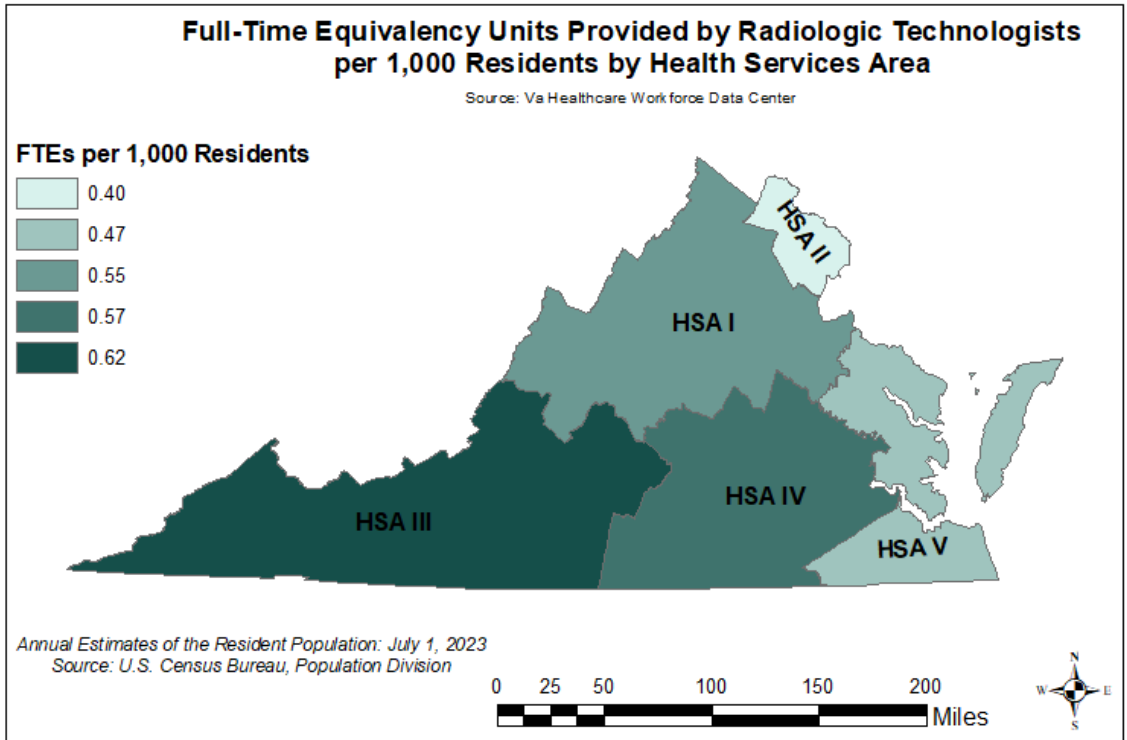 Full-Time Equivalency Units Provided by Radiologic Technologists
per 1,000 Residents by Health Services Area
Source: Va Healthcare Workforce Data Center
FTEs per 1,000 Residents
0.40
0.47
0.55
0.57
0.62
HSA II
HSA I
HSA IV
HSA III
HSA V
Annual Estimates of the Resident Population: July 1, 2023
Source: U.S. Census Bureau, Population Division
0 25 50 100 150 200
Miles
N
W E
S